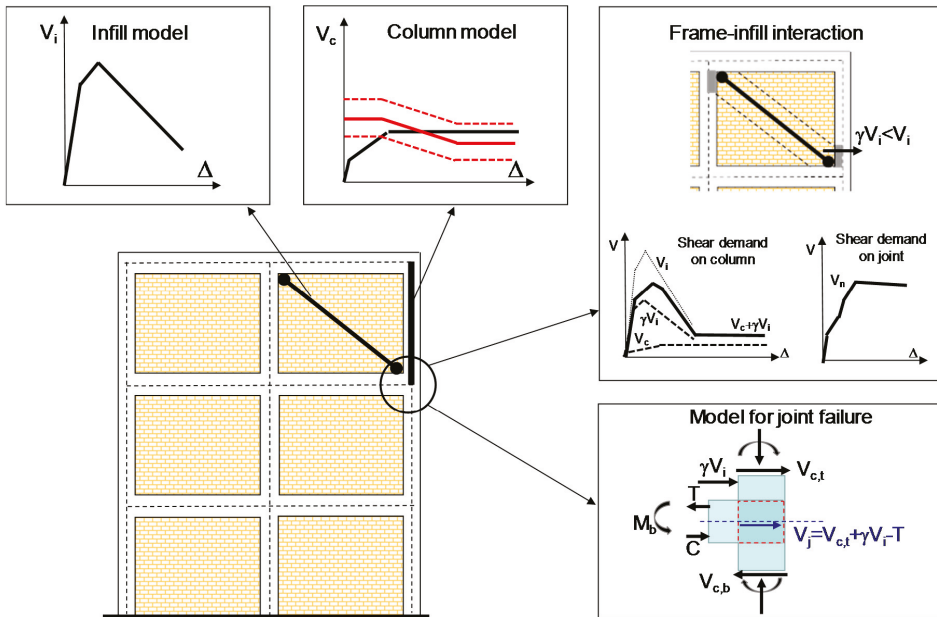 Infill model
Vi
Δ
Column model
Vc
Δ
Frame-infill interaction
γVi<Vi
Shear demand
on column
V
Vi
γVi
Vc
Vc+γVi
Δ
Shear demand
on joint
V
Vn
Δ
Model for joint failure
γVi
Vc,t
T
Mb
Vj=Vc,t+γVi-T
C
Vc,b